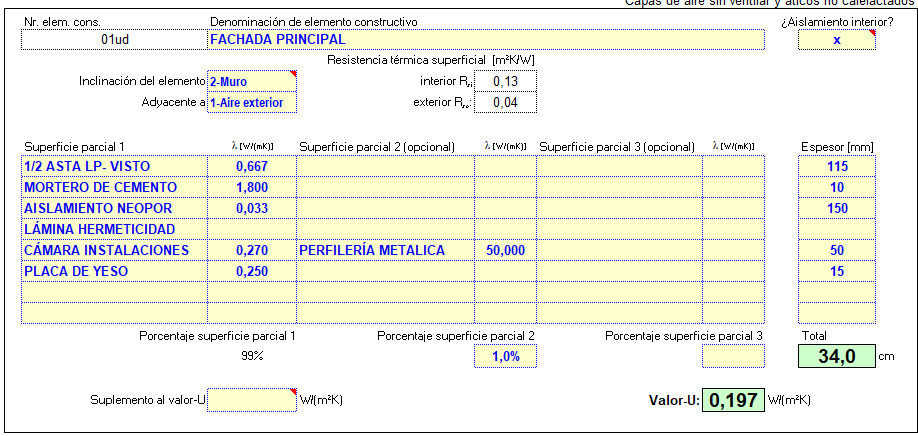 Capas de aire sin ventilar y áticos no calefactados
Nr. elem. cons. Denominación de elemento constructivo ¿Aislamiento interior?
01ud FACHADA PRINCIPAL x
Resistencia térmica superficial [m²K/W]
Inclinación del elemento 2-Muro interior Rsi 0,13
Adyacente a 1-Aire exterior exterior Rse: 0,04
Superficie parcial 1 λ [W/(mK)] Superficie parcial 2 (opcional) λ [W/(mK)] Superficie parcial 3 (opcional) λ [W/(mK)] Espesor [mm]
1/2 ASTA LP- VISTO 0,667 115
MORTERO DE CEMENTO 1,800 10
AISLAMIENTO NEOPOR 0,033 150
LÁMINA HERMETICIDAD
CÁMARA INSTALACIONES 0,270 PERFILERÍA METALICA 50,000 50
PLACA DE YESO 0,250 15
Porcentaje superficie parcial 1 Porcentaje superficie parcial 2 Porcentaje superficie parcial 3 Total
99% 1,0% 34,0 cm
Suplemento al valor-U W/(m²K) Valor-U: 0,197 W/(m²K)